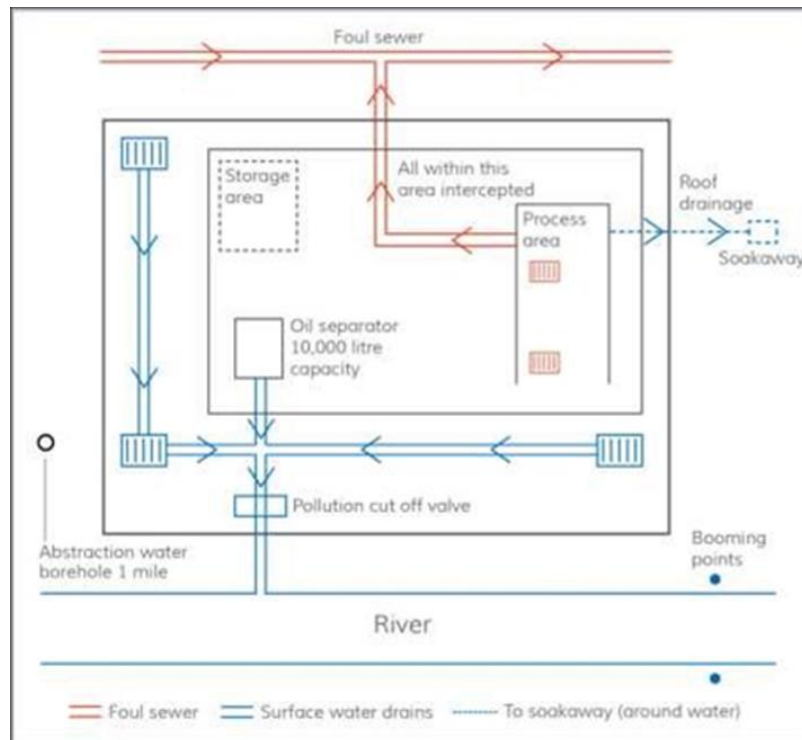 Foul sewer
Storage
area
All within this
area intercepted
Process
area
Roof
drainage
Soakaway
Oil separator
10,000 litre
capacity
Pollution cut off valve
Abstraction water
borehole 1 mile
Booming
points
River
Foul sewer
Surface water drains
To soakaway (around water)